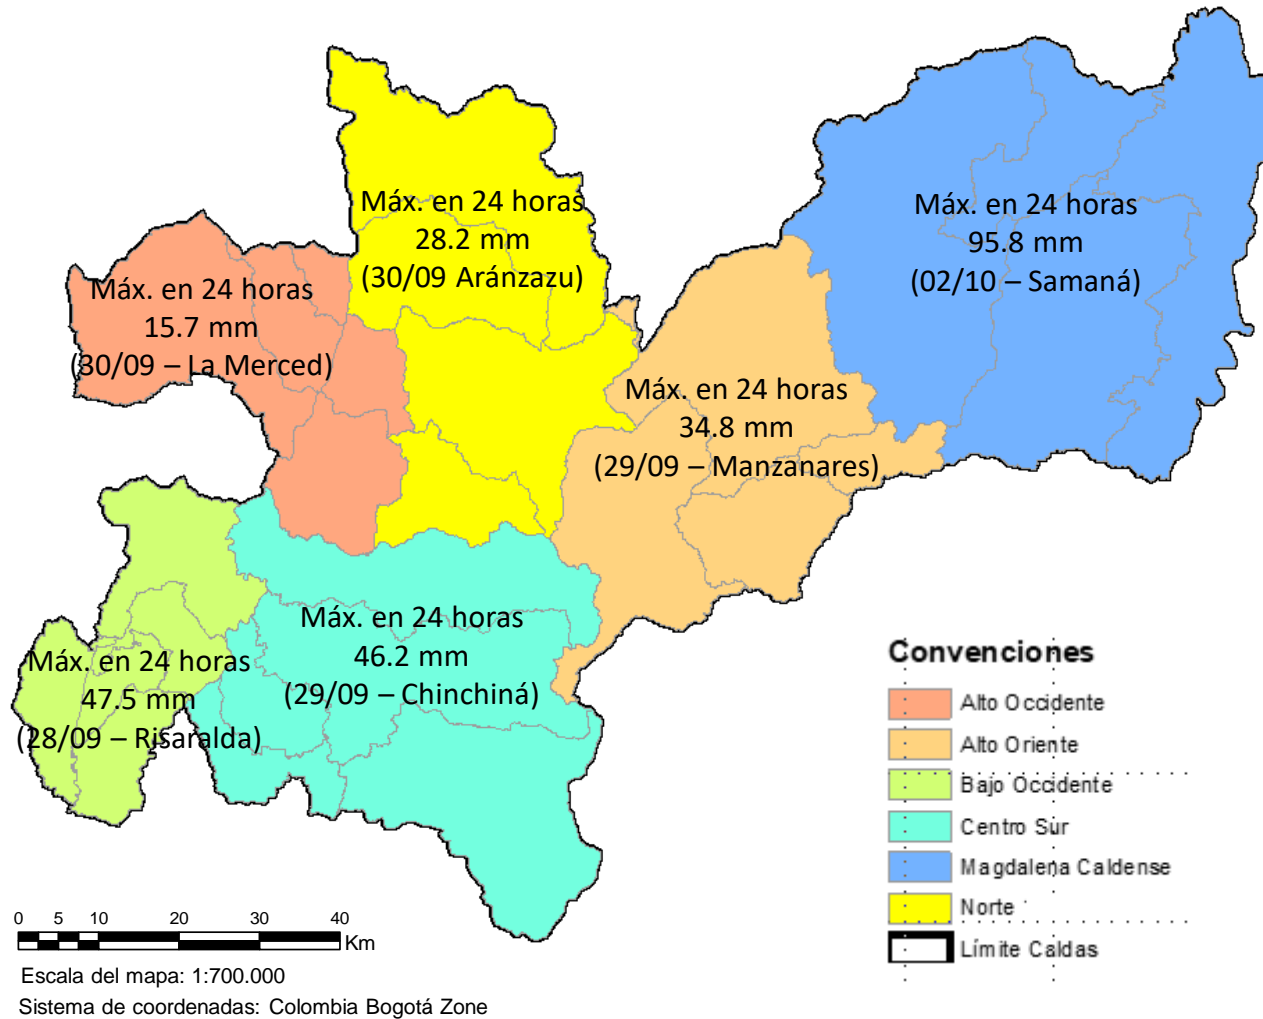 Máx. en 24 horas
28.2 mm
(30/09 Aránzazu)
Máx. en 24 horas
95.8 mm
(02/10 – Samaná)
Máx. en 24 horas
15.7 mm
(30/09 – La Merced)
Máx. en 24 horas
34.8 mm
(29/09 – Manzanares)
Máx. en 24 horas
46.2 mm
(29/09 – Chinchiná)
Máx. en 24 horas
47.5 mm
(28/09 – Risaralda)
Convenciones
Alto Occidente
Alto Oriente
Bajo Occidente
Centro Sur
Magdalena Caldense
Norte
Límite Caldas
0 5 10 20 30 40
Km
Escala del mapa: 1:700.000
Sistema de coordenadas: Colombia Bogotá Zone